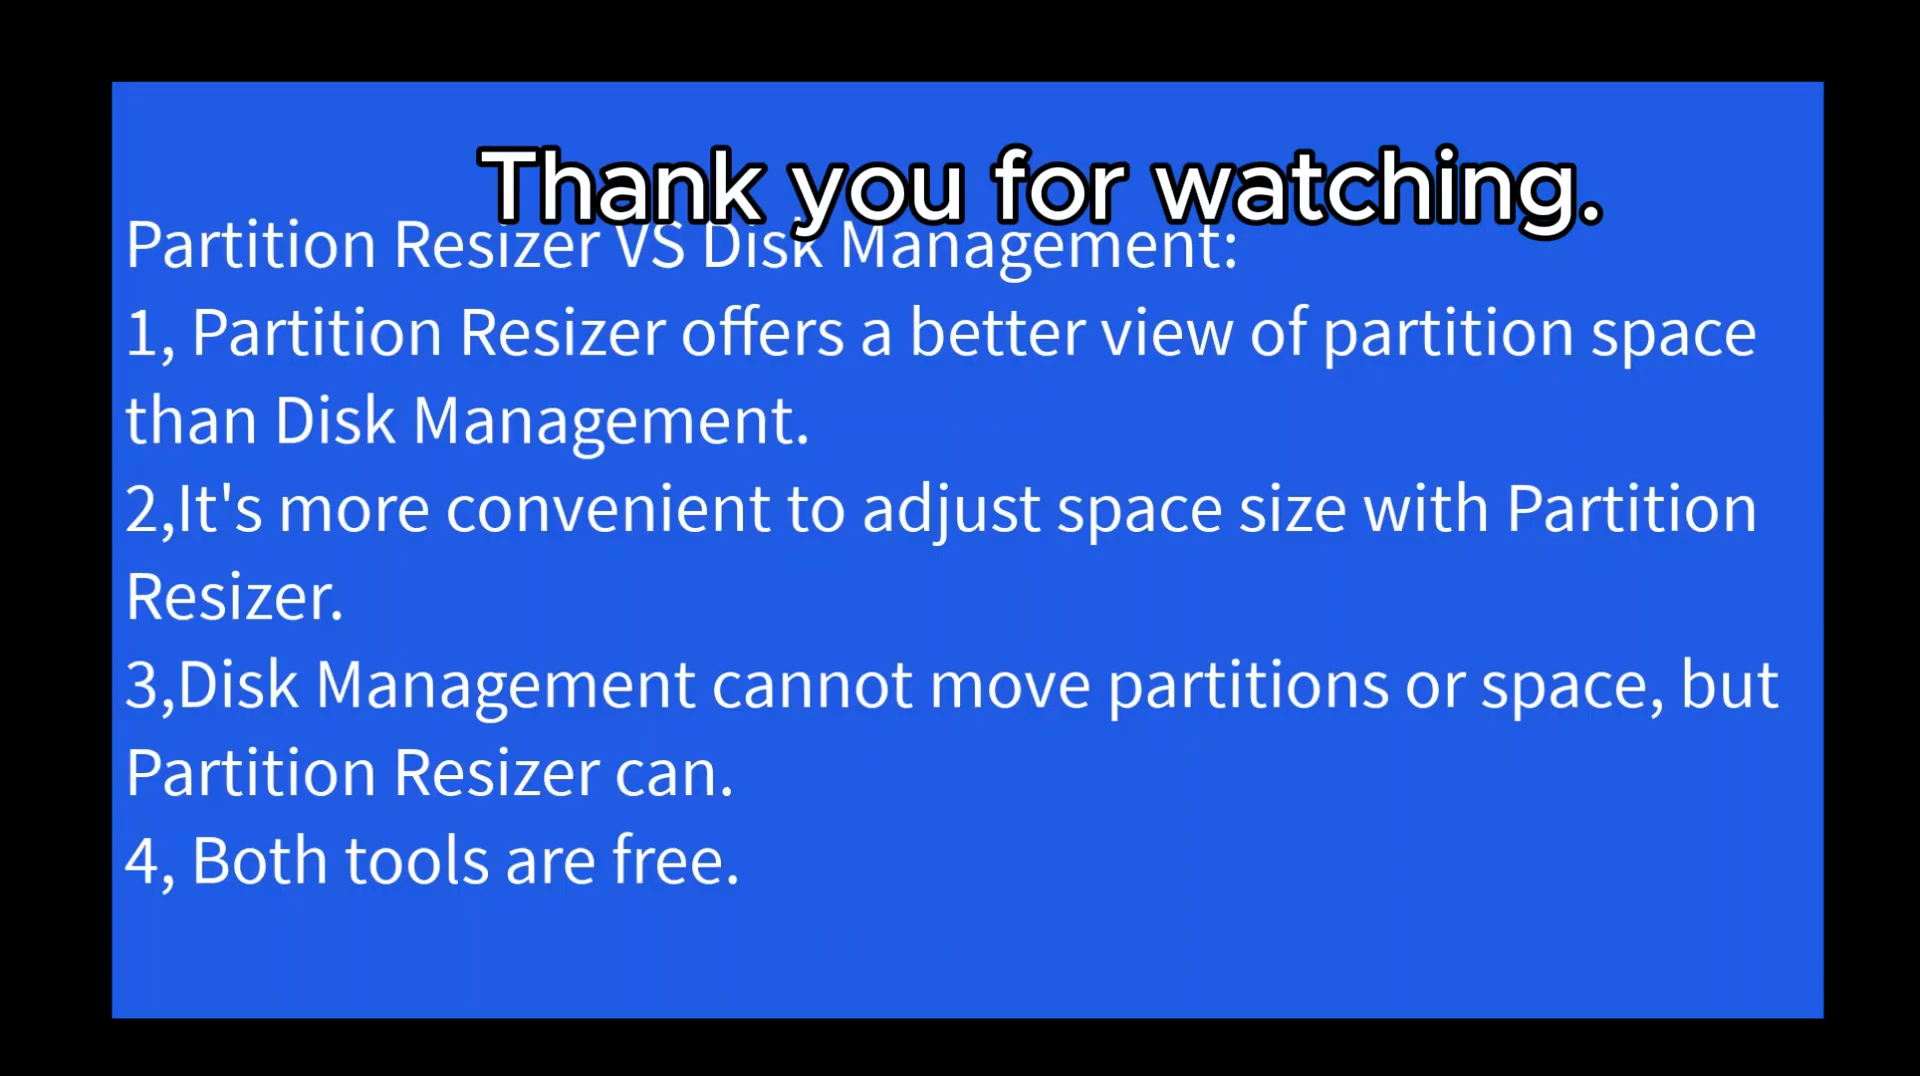 Thank you for watching.
Partition Resizer VS Disk Management:
1, Partition Resizer offers a better view of partition space
than Disk Management.
2,It's more convenient to adjust space size with Partition
Resizer.
3,Disk Management cannot move partitions or space, but
Partition Resizer can.
4, Both tools are free.